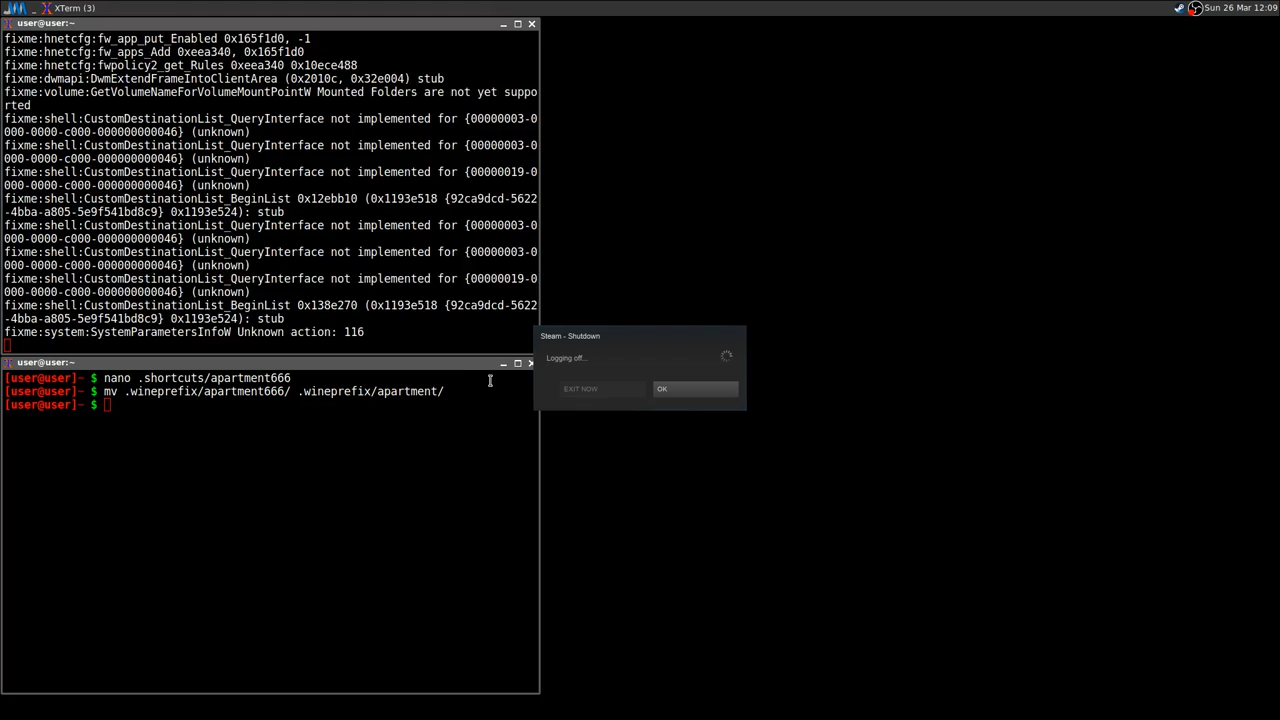 _ XTerm (3)
Sun 26 Mar 12:09
user@user:~
fixme:hnetcfg:fw_app_put_Enabled 0x165f1d0, -1
fixme:hnetcfg:fw_apps_Add 0xeea340, 0x165f1d0
fixme:hnetcfg:fwpolicy2_get_Rules 0xeea340 0x10ece488
fixme:dwmapi:DwmExtendFrameIntoClientArea (0x2010c, 0x32e004) stub
fixme:volume:GetVolumeNameForVolumeMountPointW Mounted Folders are not yet suppo
rted
fixme:shell:CustomDestinationList_QueryInterface not implemented for {00000003-0
000-0000-c000-000000000046} (unknown)
fixme:shell:CustomDestinationList_QueryInterface not implemented for {00000003-0
000-0000-c000-000000000046} (unknown)
fixme:shell:CustomDestinationList_QueryInterface not implemented for {00000019-0
000-0000-c000-000000000046} (unknown)
fixme:shell:CustomDestinationList_BeginList 0x12ebb10 (0x1193e518 {92ca9dcd-5622
-4bba-a805-5e9f541bd8c9} 0x1193e524): stub
fixme:shell:CustomDestinationList_QueryInterface not implemented for {00000003-0
000-0000-c000-000000000046} (unknown)
fixme:shell:CustomDestinationList_QueryInterface not implemented for {00000003-0
000-0000-c000-000000000046} (unknown)
fixme:shell:CustomDestinationList_QueryInterface not implemented for {00000019-0
000-0000-c000-000000000046} (unknown)
fixme:shell:CustomDestinationList_BeginList 0x138e270 (0x1193e518 {92ca9dcd-5622
-4bba-a805-5e9f541bd8c9} 0x1193e524): stub
fixme:system:SystemParametersInfoW Unknown action: 116
Steam - Shutdown
Logging off...
EXIT NOW
OK
user@user:~
[user@user]~ $ nano .shortcuts/apartment666
[user@user]~ $ mv .wineprefix/apartment666/ .wineprefix/apartment/
[user@user]~ $